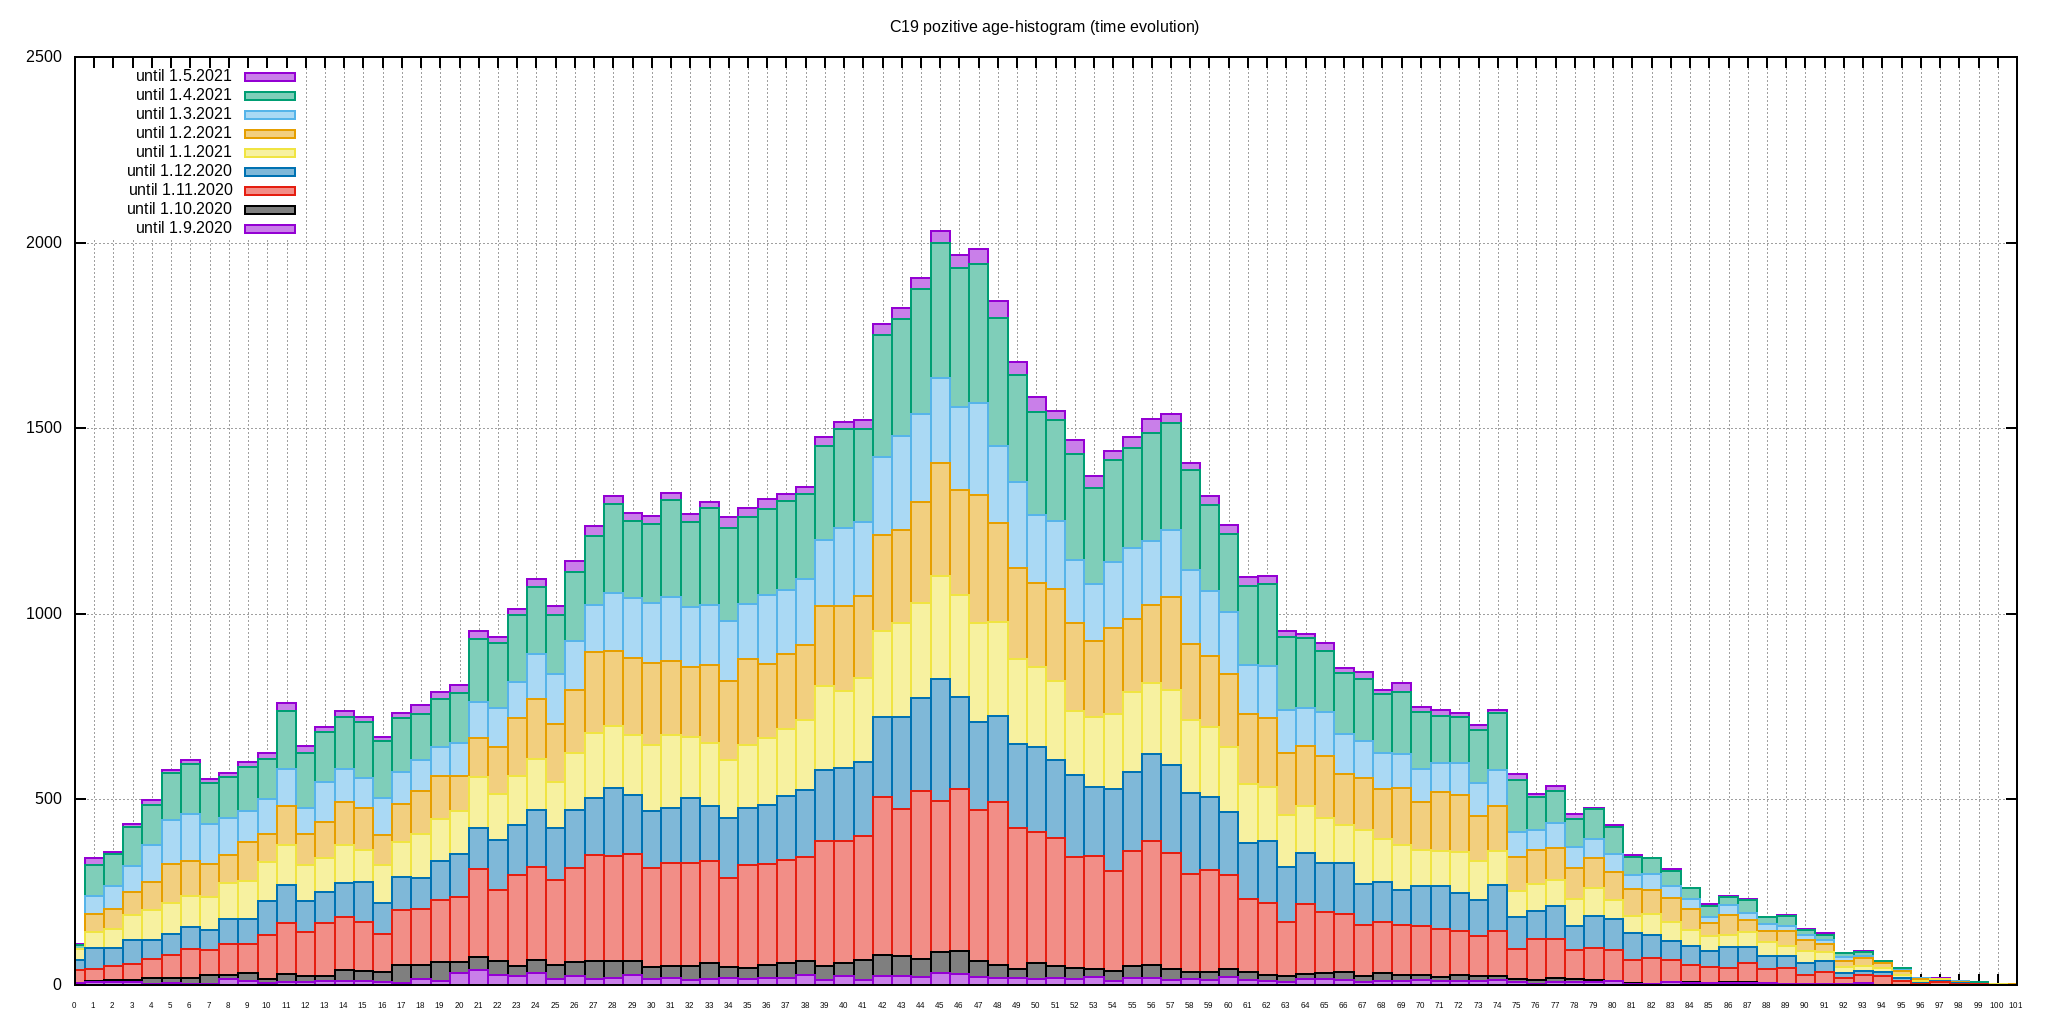 C19 pozitive age-histogram (time evolution)
2500
2000
1500
1000
500
0
until 1.5.2021
until 1.4.2021
until 1.3.2021
until 1.2.2021
until 1.1.2021
until 1.12.2020
until 1.11.2020
until 1.10.2020
until 1.9.2020
0 1 2 3 4 5 6 7 8 9 10 11 12 13 14 15 16 17 18 19 20 21 22 23 24 25 26 27 28 29 30 31 32 33 34 35 36 37 38 39 40 41 42 43 44 45 46 47 48 49 50 51 52 53 54 55 56 57 58 59 60 61 62 63 64 65 66 67 68 69 70 71 72 73 74 75 76 77 78 79 80 81 82 83 84 85 86 87 88 89 90 91 92 93 94 95 96 97 98 99 100 101